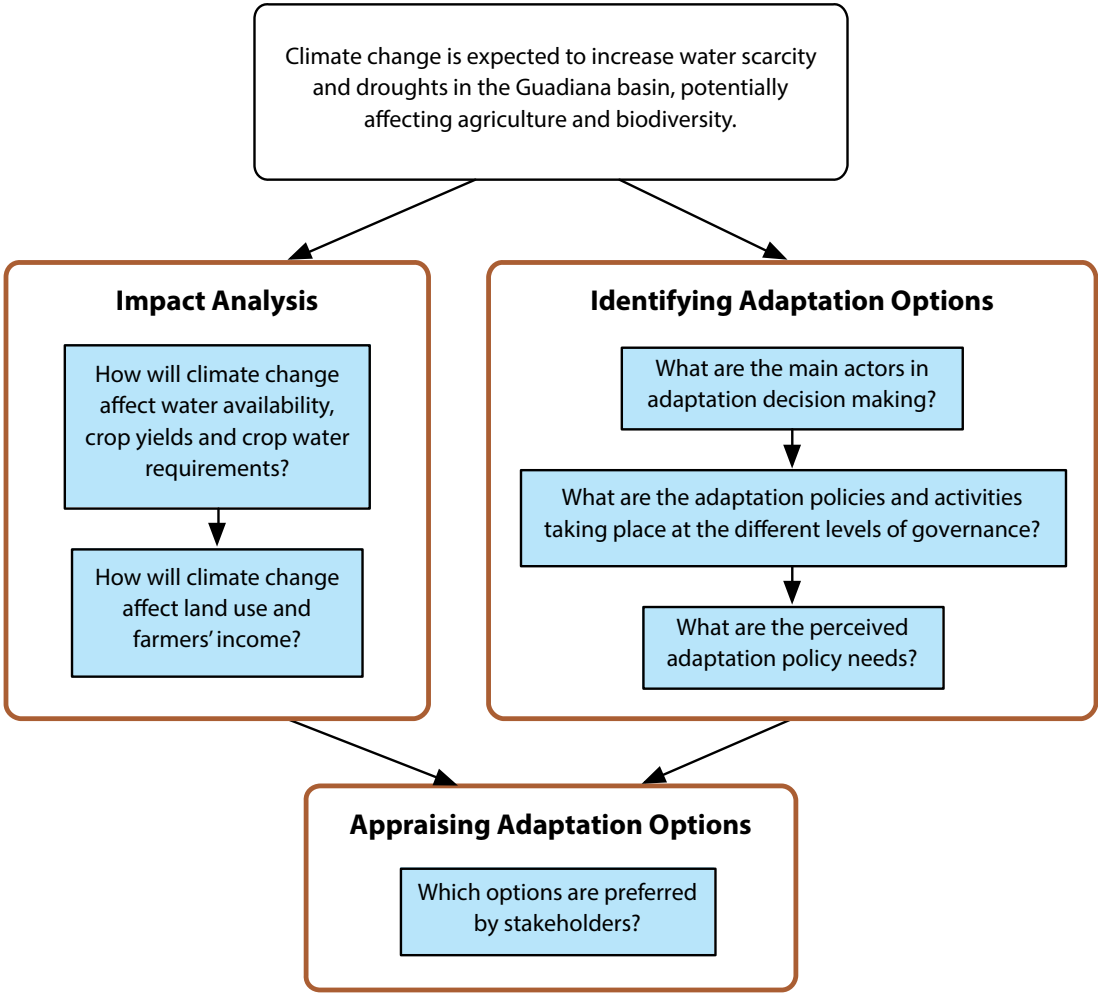 Climate change is expected to increase water scarcity
and droughts in the Guadiana basin, potentially
affecting agriculture and biodiversity.
Impact Analysis
How will climate change
affect water availability,
crop yields and crop water
requirements?
How will climate change
affect land use and
farmers’ income?
Identifying Adaptation Options
What are the main actors in
adaptation decision making?
What are the adaptation policies and activities
taking place at the different levels of governance?
What are the perceived
adaptation policy needs?
Appraising Adaptation Options
Which options are preferred
by stakeholders?